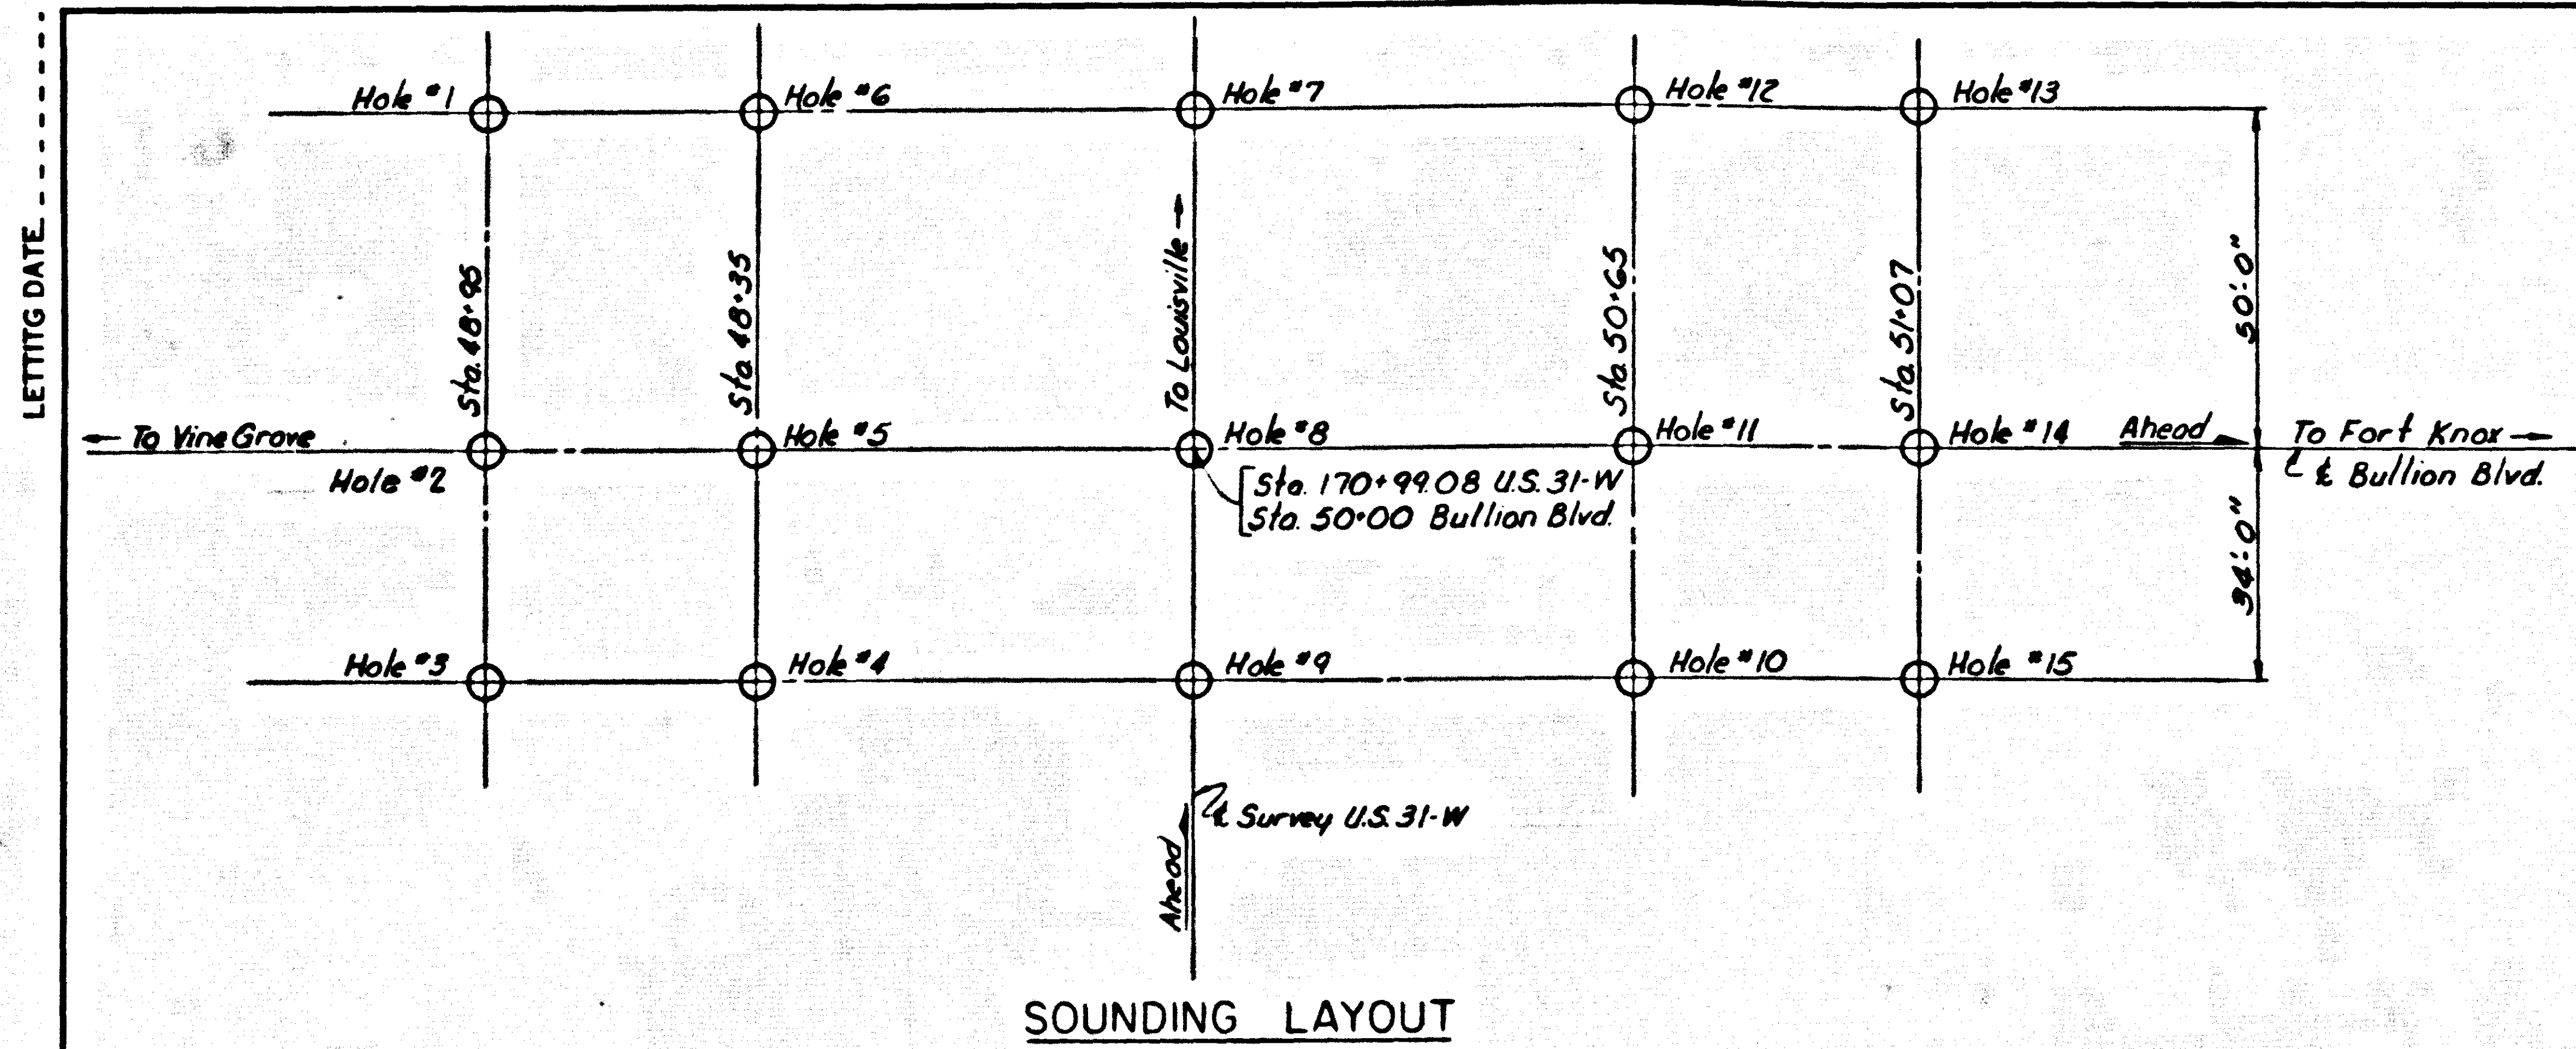 LETTITG DATE
Hole #1
Hole #6
Hole #7
Hole #12
Hole #13
Sta. 48+95
Sta 48+35
To Louisville
Sta 50+65
Sta 51+07
50'-0"
To Vine Grove
Hole #2
Hole #5
Hole #8
Hole #11
Hole #14
Ahead
To Fort Knox
℄ Bullion Blvd.
Sta. 170+99.08 U.S. 31-W
Sta. 50+00 Bullion Blvd.
34'-0"
Hole #3
Hole #4
Hole #9
Hole #10
Hole #15
℄ Survey U.S. 31-W
Ahead
SOUNDING LAYOUT